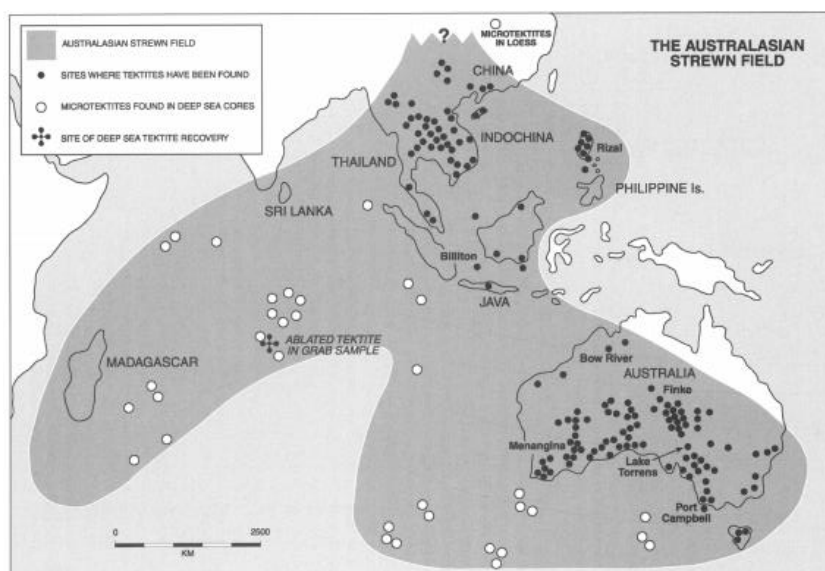 AUSTRALASIAN STREWN FIELD
SITES WHERE TEKTITES HAVE BEEN FOUND
MICROTEKTITES FOUND IN DEEP SEA CORES
SITE OF DEEP SEA TEKTITE RECOVERY
?
MICROTEKTITES
IN LOESS
THE AUSTRALASIAN
STREWN FIELD
CHINA
INDOCHINA
Rizal
THAILAND
PHILIPPINE Is.
SRI LANKA
Billiton
JAVA
ABLATED TEKTITE
IN GRAB SAMPLE
MADAGASCAR
Bow River
AUSTRALIA
Finke
Menangina
Lake
Torrens
Port
Campbell
0
2500
KM